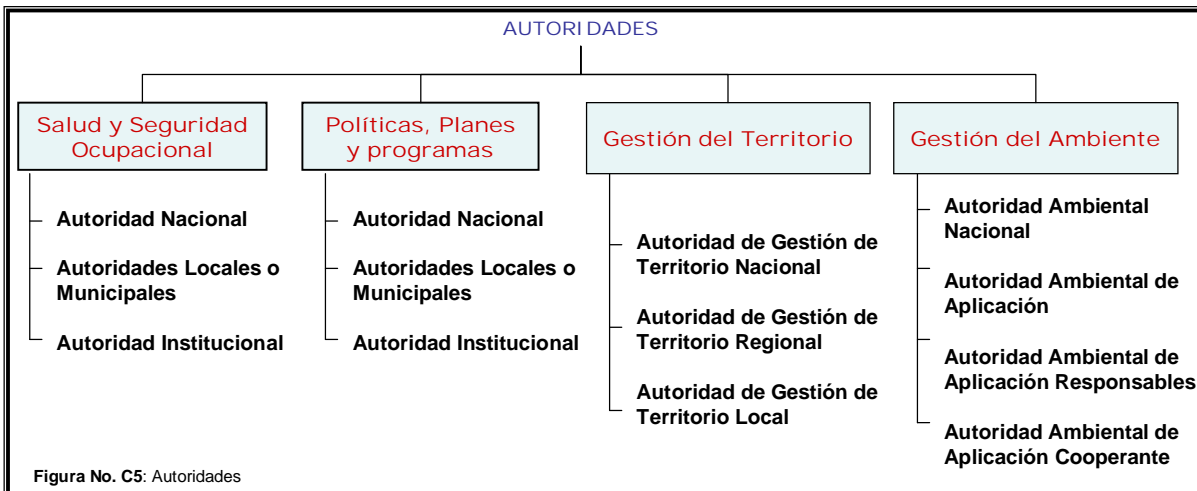 AUTORIDADES
Salud y Seguridad
Ocupacional
Autoridad Nacional
Autoridades Locales o
Municipales
Autoridad Institucional
Políticas, Planes
y programas
Autoridad Nacional
Autoridades Locales o
Municipales
Autoridad Institucional
Gestión del Territorio
Autoridad de Gestión de
Territorio Nacional
Autoridad de Gestión de
Territorio Regional
Autoridad de Gestión de
Territorio Local
Gestión del Ambiente
Autoridad Ambiental
Nacional
Autoridad Ambiental de
Aplicación
Autoridad Ambiental de
Aplicación Responsables
Autoridad Ambiental de
Aplicación Cooperante
Figura No. C5: Autoridades